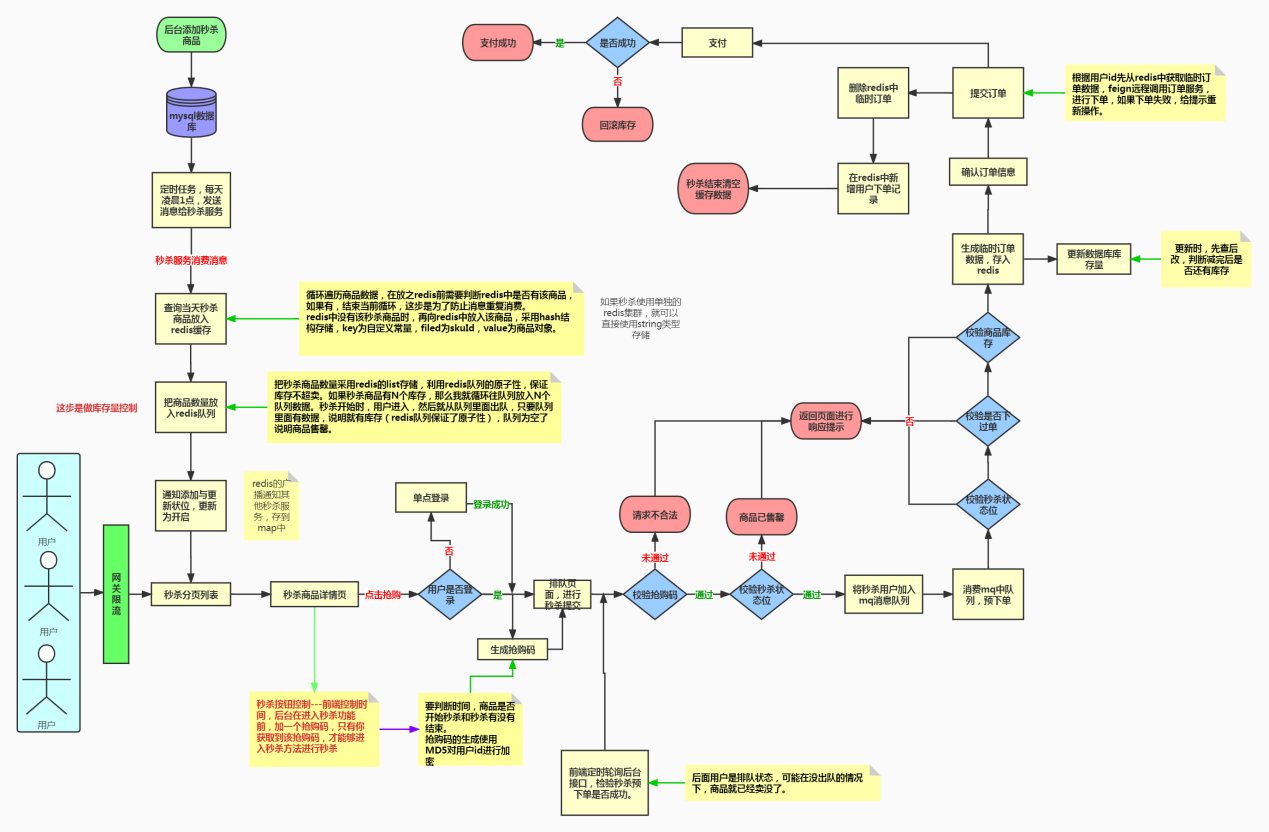 后台添加秒杀
商品
mysql数据
库
定时任务，每天
凌晨1点，发送
消息给秒杀服务
秒杀服务消费消息
查询当天秒杀
商品放入
redis缓存
循环遍历商品数据，在放之redis前需要判断redis中是否有该商品，
如果有，结束当前循环，这步是为了防止消息重复消费。
redis中没有该秒杀商品时，再向redis中放入该商品，采用hash结
构存储，key为自定义常量，filed为skuId，value为商品对象。
如果秒杀使用单独的
redis集群，就可以
直接使用string类型
存储
这步是做库存量控制
把商品数量放
入redis队列
把秒杀商品数量采用redis的list存储，利用redis队列的原子性，保证
库存不超卖。如果秒杀商品有N个库存，那么我就循环往队列放入N个
队列数据。秒杀开始时，用户进入，然后就从队列里面出队，只要队列
里面有数据，说明就有库存（redis队列保证了原子性），队列为空了
说明商品售罄。
通知添加与更
新状位，更新
为开启
redis的广
播通知其
他秒杀服
务，存到
map中
用户
用户
用户
网
关
限
流
秒杀分页列表
秒杀商品详情页
点击抢购
用户是否登
录
否
单点登录
登录成功
是
排队页
面，进行
秒杀提交
生成抢购码
秒杀按钮控制---前端控制时
间，后台在进入秒杀功能
前，加一个抢购码，只有你
获取到该抢购码，才能够进
入秒杀方法进行秒杀
要判断时间，商品是否
开始秒杀和秒杀有没有
结束。
抢购码的生成使用
MD5对用户id进行加
密
前端定时轮询后台
接口，检验秒杀预
下单是否成功。
后面用户是排队状态，可能在没出队的情况
下，商品就已经卖没了。
校验抢购码
未通过
请求不合法
通过
校验秒杀状
态位
未通过
商品已售罄
通过
返回页面进行
响应提示
将秒杀用户加入
mq消息队列
消费mq中队
列，预下单
校验秒杀状
态位
校验是否下
过单
否
校验商品库
存
生成临时订单
数据，存入
redis
更新数据库库
存量
更新时，先查后
改，判断减完后是
否还有库存
确认订单信息
提交订单
根据用户id先从redis中获取临时订
单数据，feign远程调用订单服务，
进行下单，如果下单失败，给提示重
新操作。
删除redis中
临时订单
在redis中新
增用户下单记
录
秒杀结束清空
缓存数据
支付
是否成功
是
支付成功
否
回滚库存